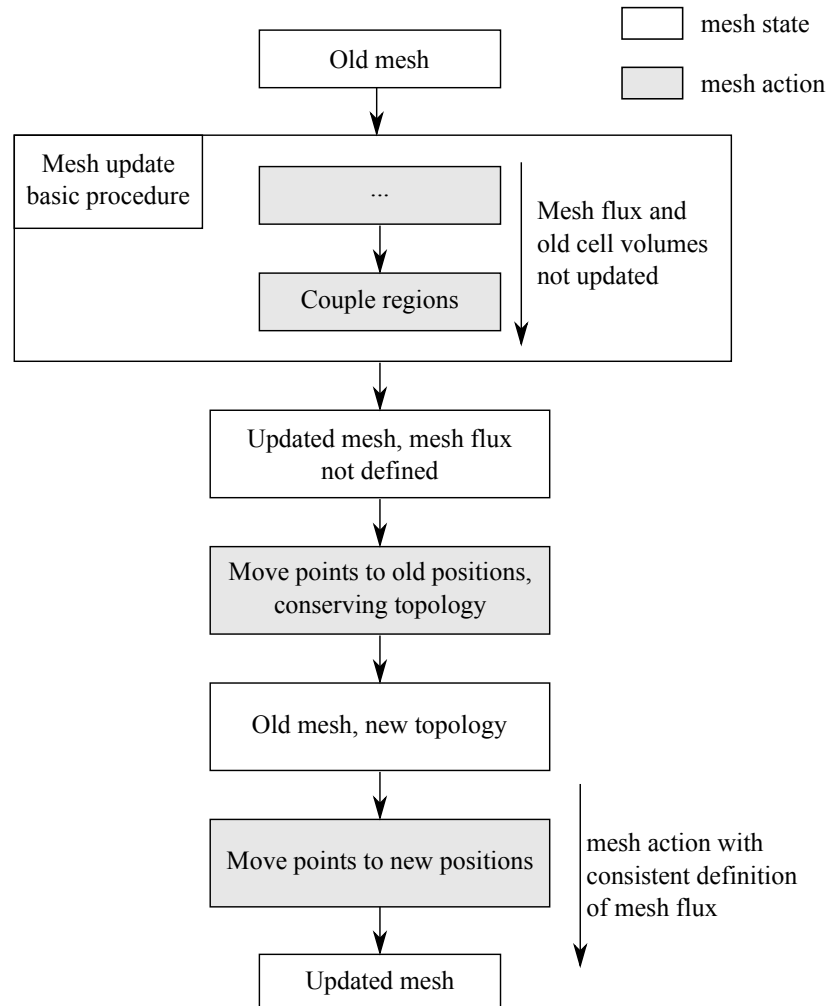 mesh state
mesh action
Old mesh
Mesh update
basic procedure
...
Couple regions
Mesh flux and
old cell volumes
not updated
Updated mesh, mesh flux
not defined
Move points to old positions,
conserving topology
Old mesh, new topology
Move points to new positions
mesh action with
consistent definition
of mesh flux
Updated mesh